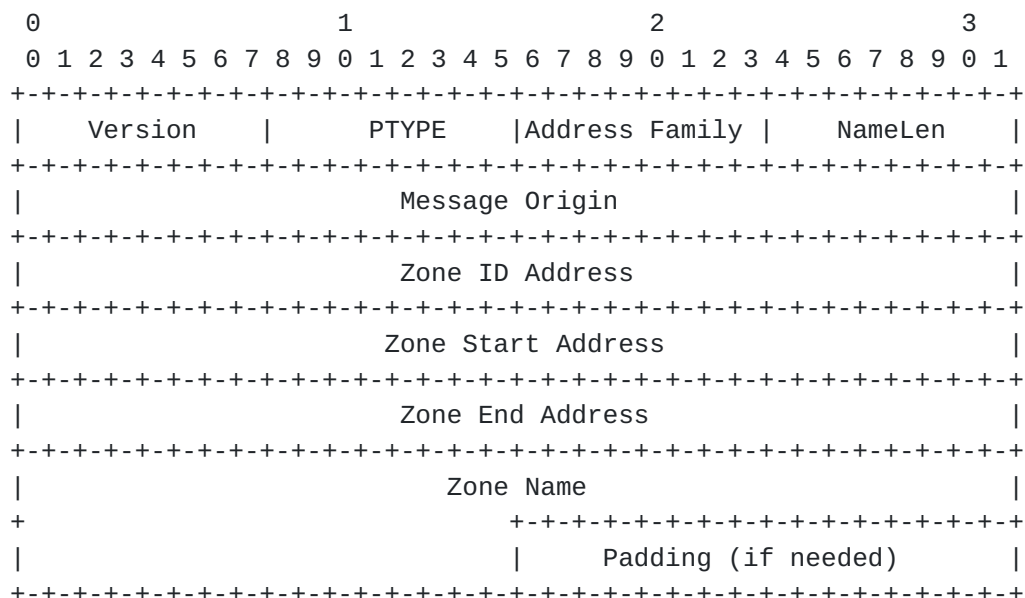 0                   1                   2                   3
 0 1 2 3 4 5 6 7 8 9 0 1 2 3 4 5 6 7 8 9 0 1 2 3 4 5 6 7 8 9 0 1
+-+-+-+-+-+-+-+-+-+-+-+-+-+-+-+-+-+-+-+-+-+-+-+-+-+-+-+-+-+-+-+-+
|    Version    |      PTYPE    |Address Family |    NameLen    |
+-+-+-+-+-+-+-+-+-+-+-+-+-+-+-+-+-+-+-+-+-+-+-+-+-+-+-+-+-+-+-+-+
|                        Message Origin                         |
+-+-+-+-+-+-+-+-+-+-+-+-+-+-+-+-+-+-+-+-+-+-+-+-+-+-+-+-+-+-+-+-+
|                        Zone ID Address                        |
+-+-+-+-+-+-+-+-+-+-+-+-+-+-+-+-+-+-+-+-+-+-+-+-+-+-+-+-+-+-+-+-+
|                       Zone Start Address                      |
+-+-+-+-+-+-+-+-+-+-+-+-+-+-+-+-+-+-+-+-+-+-+-+-+-+-+-+-+-+-+-+-+
|                        Zone End Address                       |
+-+-+-+-+-+-+-+-+-+-+-+-+-+-+-+-+-+-+-+-+-+-+-+-+-+-+-+-+-+-+-+-+
|                           Zone Name                           |
+                               +-+-+-+-+-+-+-+-+-+-+-+-+-+-+-+-+
|                               |     Padding (if needed)       |
+-+-+-+-+-+-+-+-+-+-+-+-+-+-+-+-+-+-+-+-+-+-+-+-+-+-+-+-+-+-+-+-+